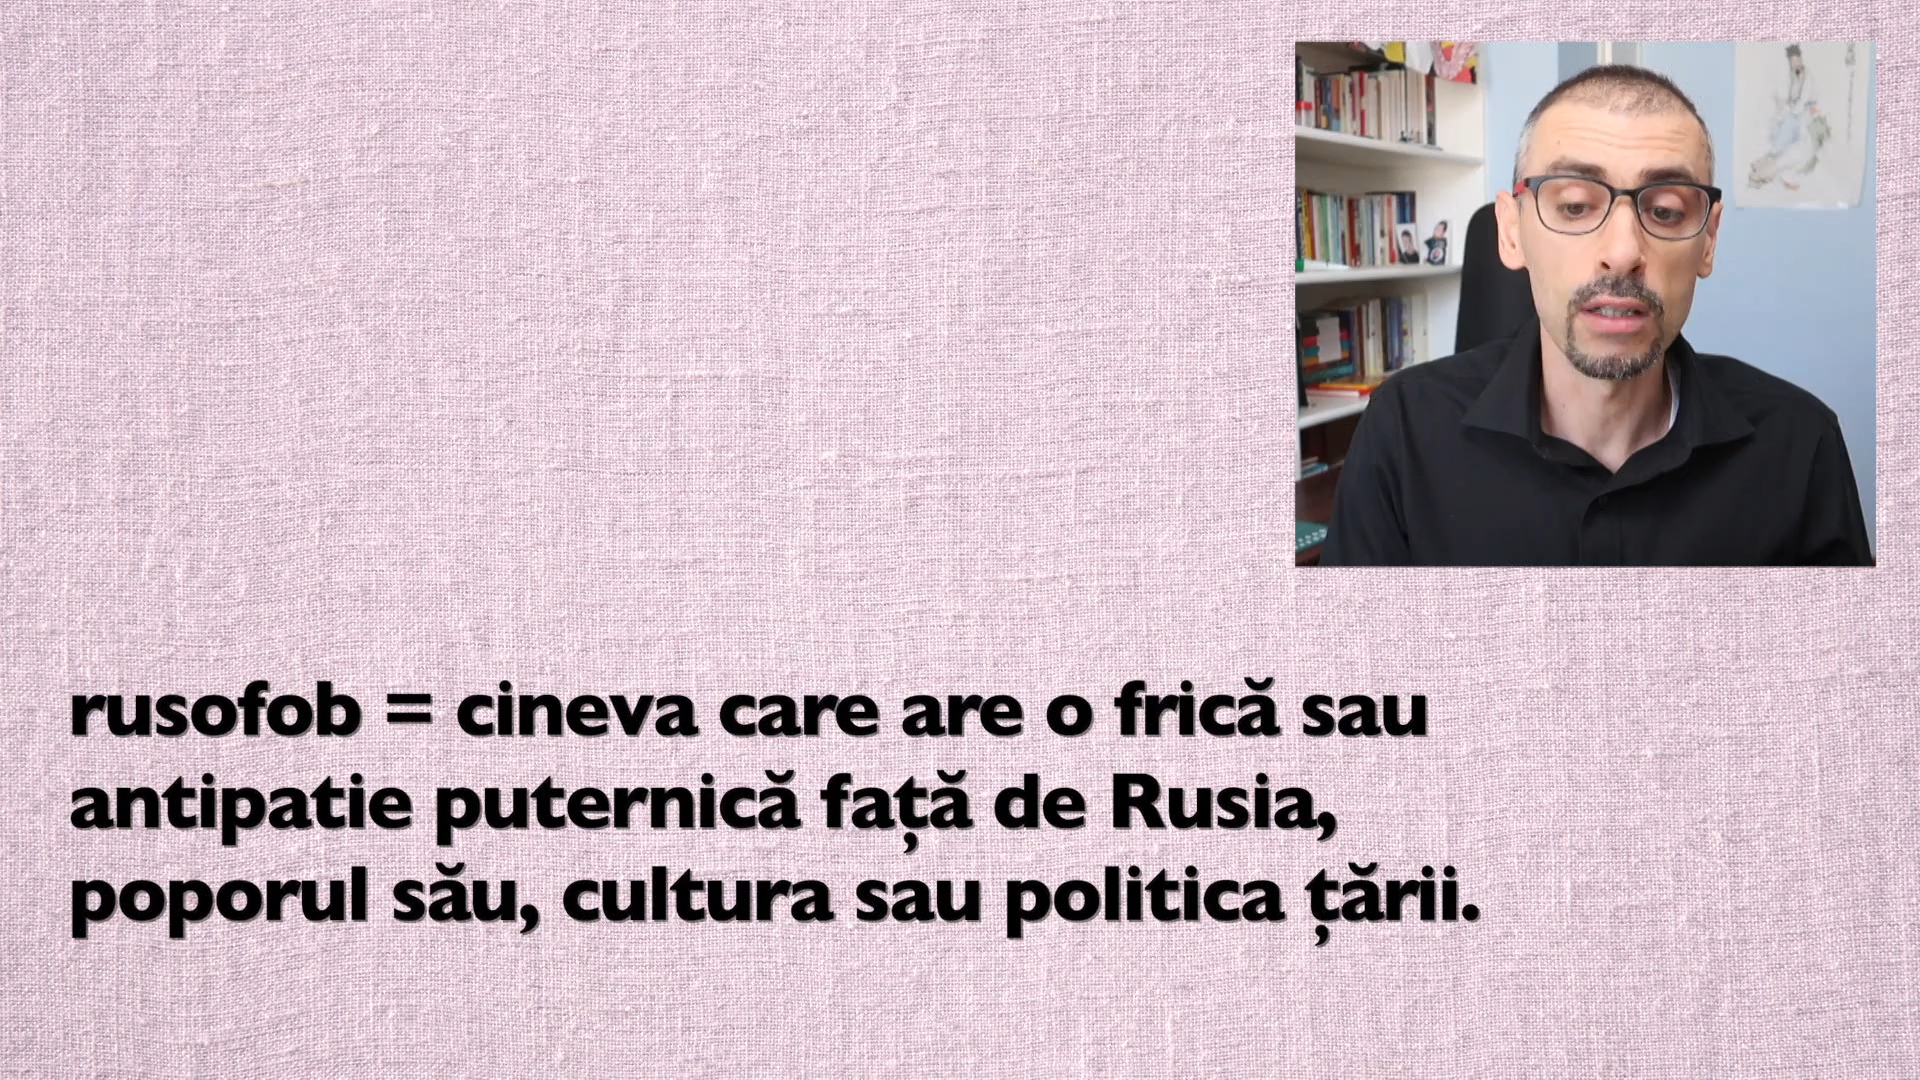 rusofob = cineva care are o frică sau
antipatie puternică față de Rusia,
poporul său, cultura sau politica țării.